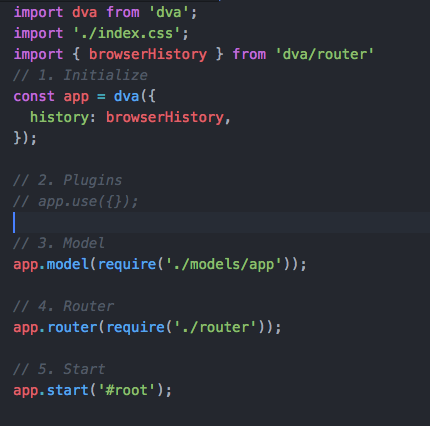 import dva from 'dva';
import './index.css';
import { browserHistory } from 'dva/router'
// 1. Initialize
const app = dva({
  history: browserHistory,
});
// 2. Plugins
// app.use({});
// 3. Model
app.model(require('./models/app'));
// 4. Router
app.router(require('./router'));
// 5. Start
app.start('#root');